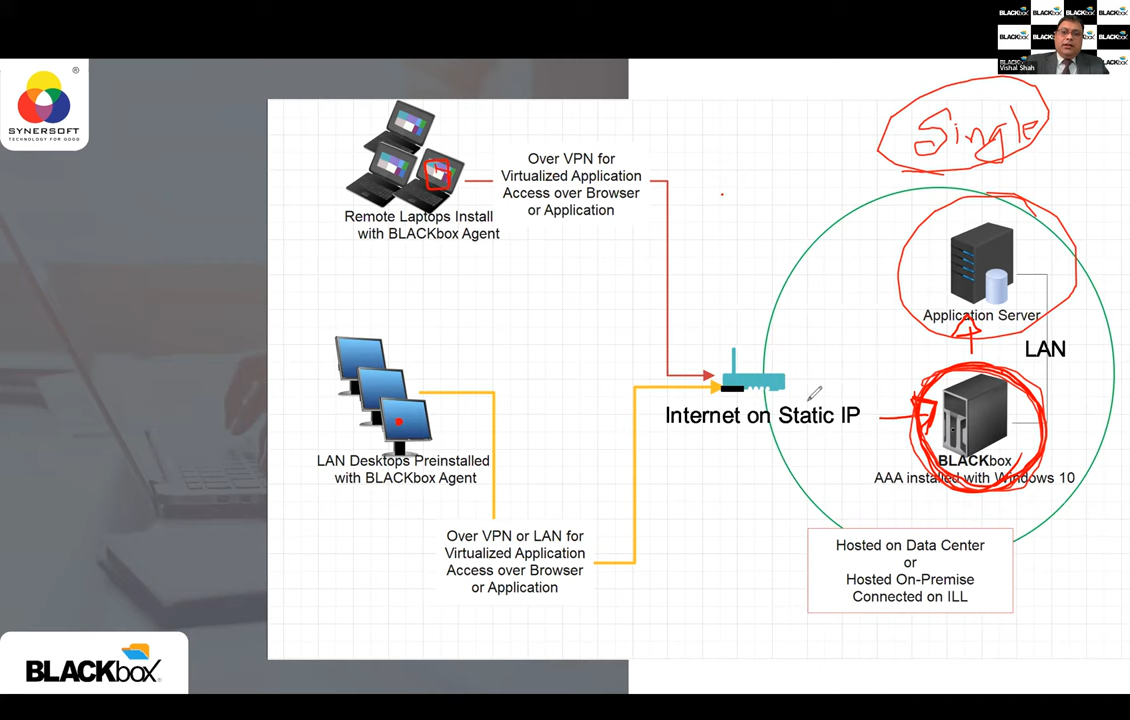 BLACKbox
BLACKbox
BLACKbox
Vishal Shah
®
SYNERSOFT
TECHNOLOGY FOR GOOD
Single
Over VPN for
Virtualized Application
Access over Browser
or Application
Remote Laptops Install
with BLACKbox Agent
Application Server
LAN
Internet on Static IP
BLACKbox
AAA installed with Windows 10
LAN Desktops Preinstalled
with BLACKbox Agent
Over VPN or LAN for
Virtualized Application
Access over Browser
or Application
Hosted on Data Center
or
Hosted On-Premise
Connected on ILL
BLACKbox